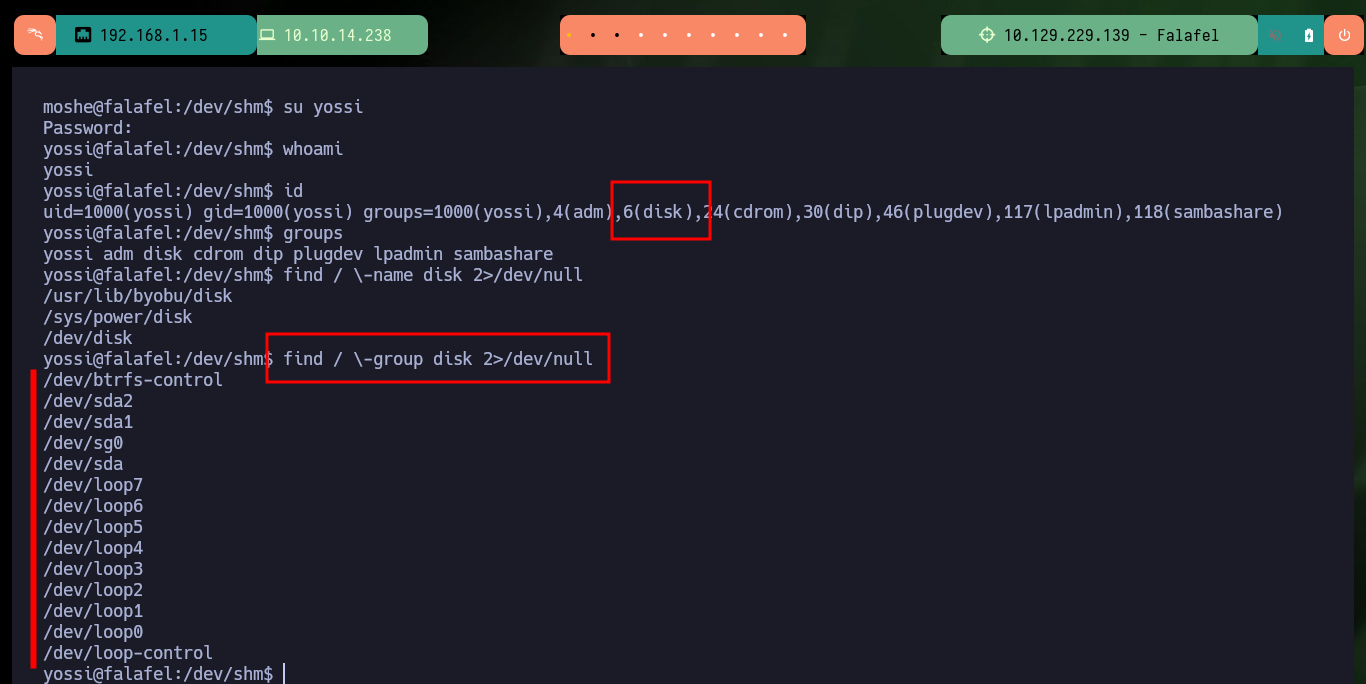 192.168.1.15 10.10.14.238 10.129.229.139 - Falafel
moshe@falafel:/dev/shm$ su yossi
Password:
yossi@falafel:/dev/shm$ whoami
yossi
yossi@falafel:/dev/shm$ id
uid=1000(yossi) gid=1000(yossi) groups=1000(yossi),4(adm),6(disk),24(cdrom),30(dip),46(plugdev),117(lpadmin),118(sambashare)
yossi@falafel:/dev/shm$ groups
yossi adm disk cdrom dip plugdev lpadmin sambashare
yossi@falafel:/dev/shm$ find / \-name disk 2>/dev/null
/usr/lib/byobu/disk
/sys/power/disk
/dev/disk
yossi@falafel:/dev/shm$ find / \-group disk 2>/dev/null
/dev/btrfs-control
/dev/sda2
/dev/sda1
/dev/sg0
/dev/sda
/dev/loop7
/dev/loop6
/dev/loop5
/dev/loop4
/dev/loop3
/dev/loop2
/dev/loop1
/dev/loop0
/dev/loop-control
yossi@falafel:/dev/shm$